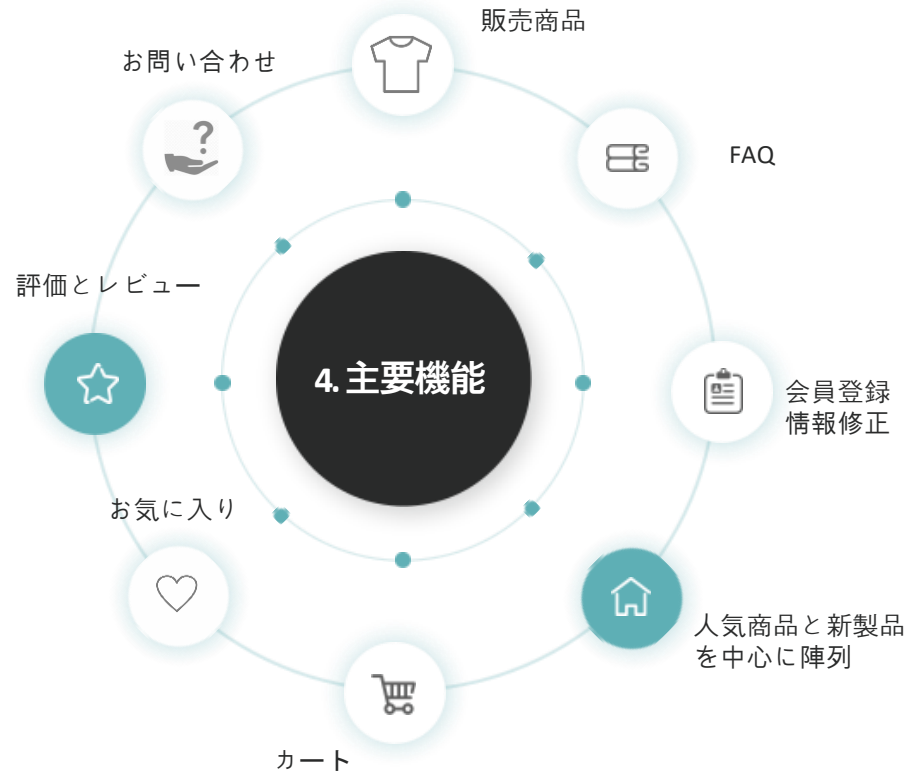 販売商品
お問い合わせ
?
FAQ
評価とレビュー
4.主要機能
会員登録
情報修正
お気に入り
人気商品と新製品
を中心に陣列
カート